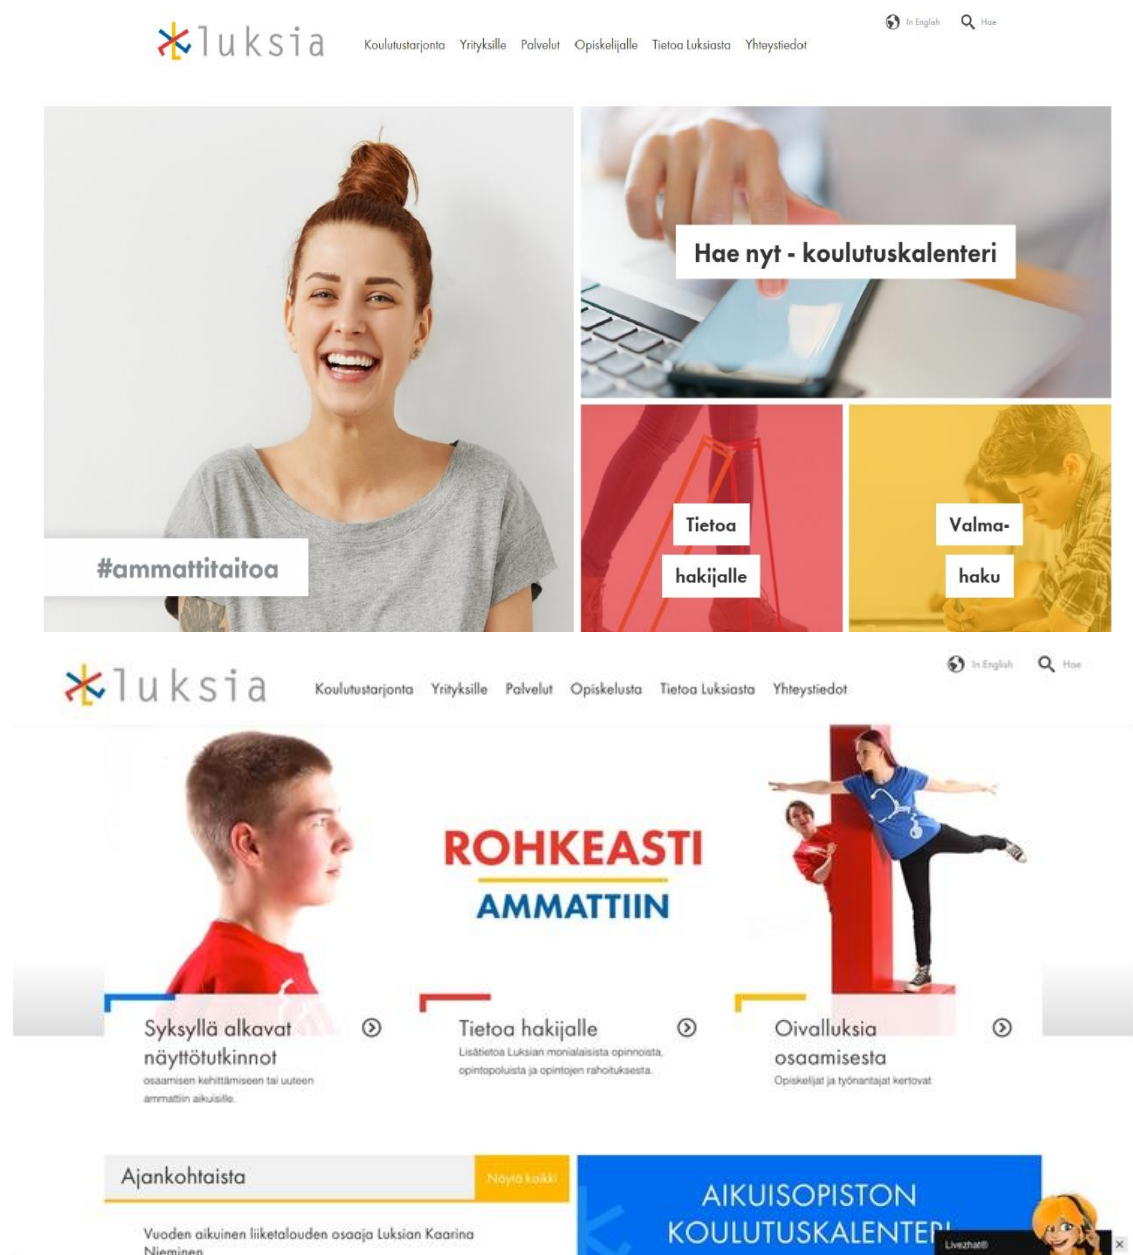 In English Hae
luksia
Koulutustarjonta Yrityksille Palvelut Opiskelijalle Tietoa Luksiasta Yhteystiedot
Hae nyt - koulutuskalenteri
#ammattitaitoa
Tietoa
hakijalle
Valma-
haku
In English Hae
luksia
Koulutustarjonta Yrityksille Palvelut Opiskelusta Tietoa Luksiasta Yhteystiedot
ROHKEASTI
AMMATTIIN
Syksyllä alkavat
näyttötutkinnot
osaamisen kehittämiseen tai uuteen
ammattiin aikuisille.
Tietoa hakijalle
Lisätietoa Luksian monialaisista opinnoista,
opintopoluista ja opintojen rahoituksesta.
Oivalluksia
osaamisesta
Opiskelijat ja työnantajat kertovat
Ajankohtaista
Näytä kaikki
Vuoden aikuinen liiketalouden osaaja Luksian Kaarina
Nieminen
AIKUISOPISTON
KOULUTUSKALENTERI
Livezhat®